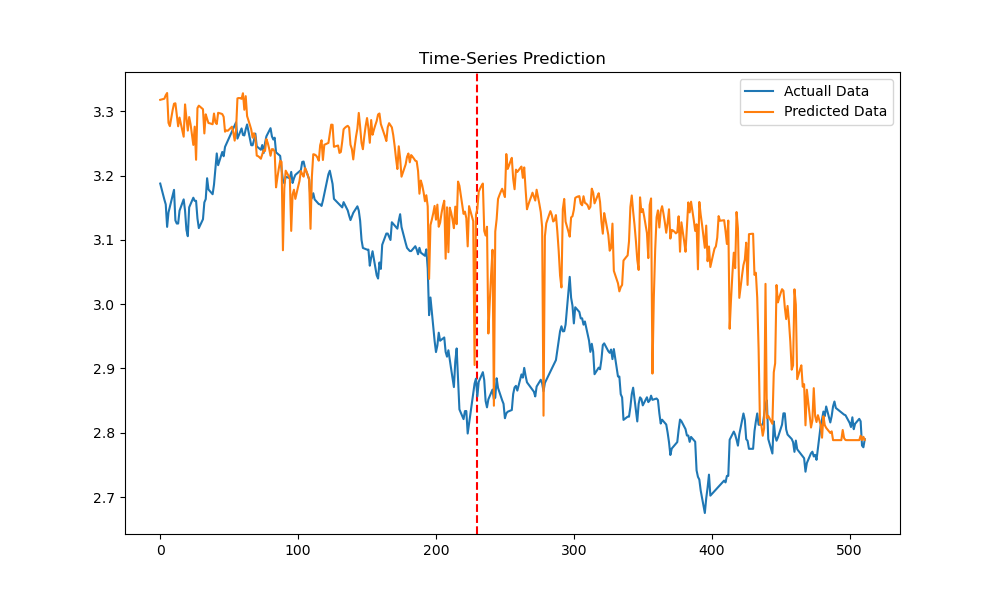 Time-Series Prediction
Actuall Data
Predicted Data
3.3
3.2
3.1
3.0
2.9
2.8
2.7
0 100 200 300 400 500